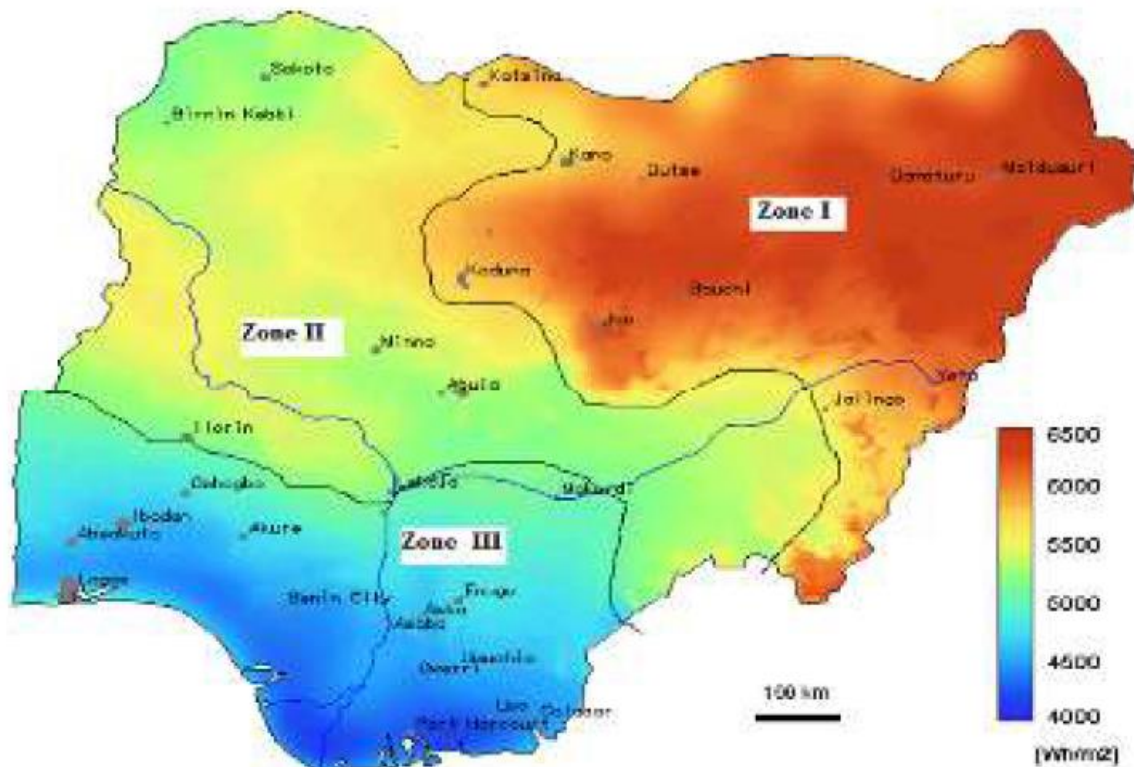 Sokoto
Katsina
Birnin Kebbi
Kano
Dutse
Damaturu
Maiduguri
Zone I
Kaduna
Bauchi
Jos
Zone II
Minna
Abuja
Yola
Jalingo
Ilorin
6500
6000
5500
5000
4500
4000
[Wh/m2]
Oshogbo
Lokoja
Makurdi
Ibadan
Abeokuta
Akure
Zone III
Lagos
Benin City
Enugu
Awka
Asaba
Umuahia
Owerri
100 km
Uyo
Calabar
Port Harcourt